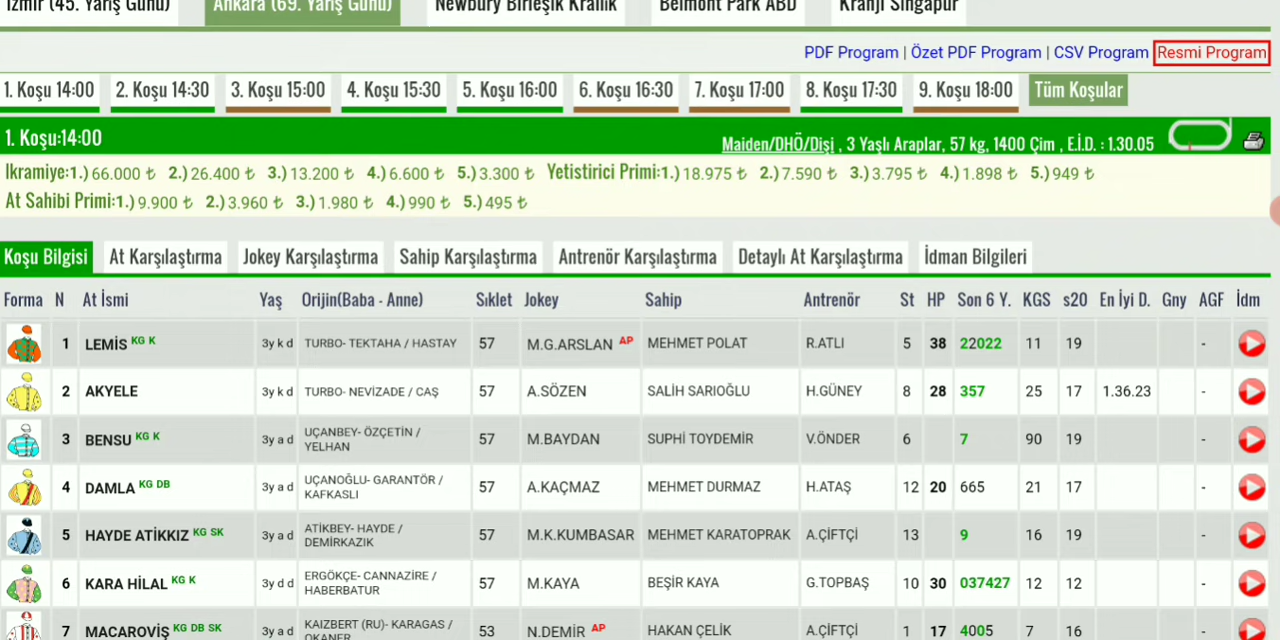 İzmir (45. Yarış Günü) Ankara (69. Yarış Günü) Newbury Birleşik Krallık Belmont Park ABD Kranji Singapur
PDF Program | Özet PDF Program | CSV Program Resmi Program
1. Koşu 14:00 2. Koşu 14:30 3. Koşu 15:00 4. Koşu 15:30 5. Koşu 16:00 6. Koşu 16:30 7. Koşu 17:00 8. Koşu 17:30 9. Koşu 18:00 Tüm Koşular
1. Koşu:14:00 Maiden/DHÖ/Dişi , 3 Yaşlı Araplar, 57 kg, 1400 Çim , E.İ.D. : 1.30.05
Ikramiye:1.) 66.000 ₺ 2.) 26.400 ₺ 3.) 13.200 ₺ 4.) 6.600 ₺ 5.) 3.300 ₺ Yetistirici Primi:1.) 18.975 ₺ 2.) 7.590 ₺ 3.) 3.795 ₺ 4.) 1.898 ₺ 5.) 949 ₺
At Sahibi Primi:1.) 9.900 ₺ 2.) 3.960 ₺ 3.) 1.980 ₺ 4.) 990 ₺ 5.) 495 ₺
Koşu Bilgisi At Karşılaştırma Jokey Karşılaştırma Sahip Karşılaştırma Antrenör Karşılaştırma Detaylı At Karşılaştırma İdman Bilgileri
Forma N At İsmi Yaş Orijin(Baba - Anne) Sıklet Jokey Sahip Antrenör St HP Son 6 Y. KGS s20 En İyi D. Gny AGF İdm
1 LEMİS KG K 3y k d TURBO- TEKTAHA / HASTAY 57 M.G.ARSLAN AP MEHMET POLAT R.ATLI 5 38 22022 11 19 -
2 AKYELE 3y k d TURBO- NEVİZADE / CAŞ 57 A.SÖZEN SALİH SARIOĞLU H.GÜNEY 8 28 357 25 17 1.36.23 -
3 BENSU KG K 3y a d UÇANBEY- ÖZÇETİN / YELHAN 57 M.BAYDAN SUPHİ TOYDEMİR V.ÖNDER 6 7 90 19 -
4 DAMLA KG DB 3y a d UÇANOĞLU- GARANTÖR / KAFKASLI 57 A.KAÇMAZ MEHMET DURMAZ H.ATAŞ 12 20 665 21 17 -
5 HAYDE ATİKKIZ KG SK 3y a d ATİKBEY- HAYDE / DEMİRKAZIK 57 M.K.KUMBASAR MEHMET KARATOPRAK A.ÇİFTÇİ 13 9 16 19 -
6 KARA HİLAL KG K 3y d d ERGÖKÇE- CANNAZİRE / HABERBATUR 57 M.KAYA BEŞİR KAYA G.TOPBAŞ 10 30 037427 12 12 -
7 MACAROVİŞ KG DB SK 3y a d KAIZBERT (RU)- KARAGAS / OKANER 53 N.DEMİR AP HAKAN ÇELİK A.ÇİFTÇİ 1 17 4005 7 16 -